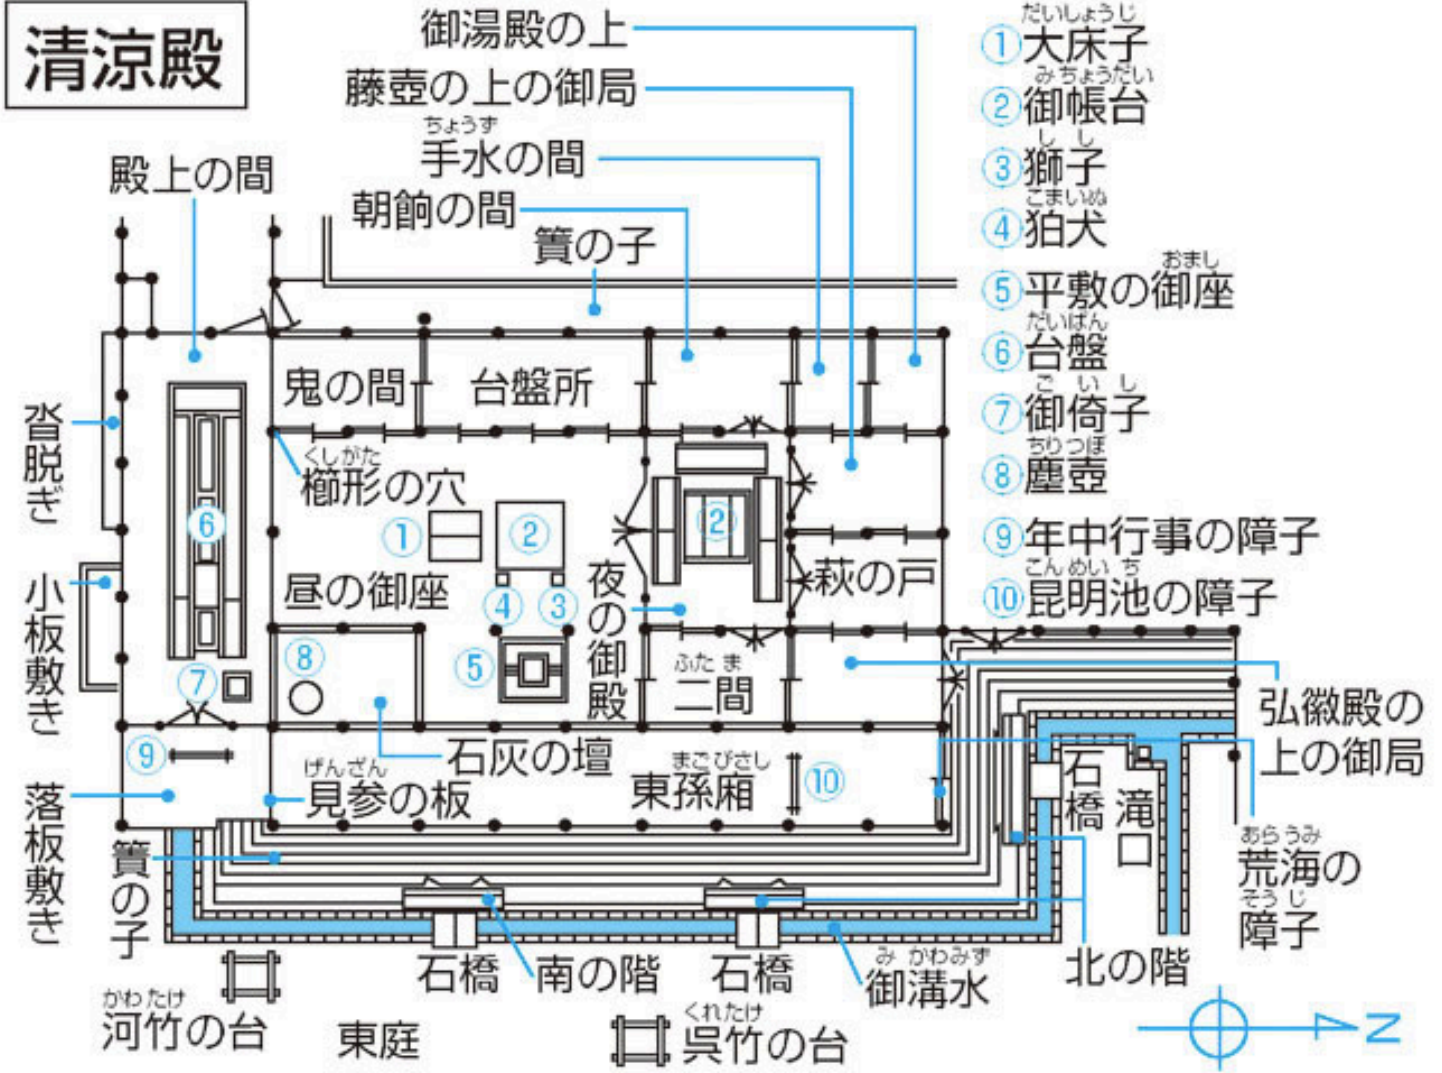 清涼殿
御湯殿の上
藤壺の上の御局
ちょうず
手水の間
殿上の間
朝餉の間
簀の子
だいしょうじ
①大床子
みちょうだい
②御帳台
しし
③獅子
こまいぬ
④狛犬
おまし
⑤平敷の御座
だいばん
⑥台盤
ごいし
⑦御倚子
ちりつぼ
⑧塵壺
⑨年中行事の障子
こんめいち
⑩昆明池の障子
鬼の間
台盤所
沓脱ぎ
くしがた
櫛形の穴
⑥
①
②
②
昼の御座
④
③
夜の御殿
萩の戸
小板敷き
⑧
⑤
ふたま
二間
⑦
弘徽殿の
上の御局
⑨
石灰の壇
げんざん
見参の板
まごびさし
東孫廂
⑩
石橋
滝口
落板敷き
簀の子
あらうみ
荒海の
そうじ
障子
石橋
南の階
石橋
みかわみず
御溝水
北の階
かわたけ
河竹の台
東庭
くれたけ
呉竹の台
N